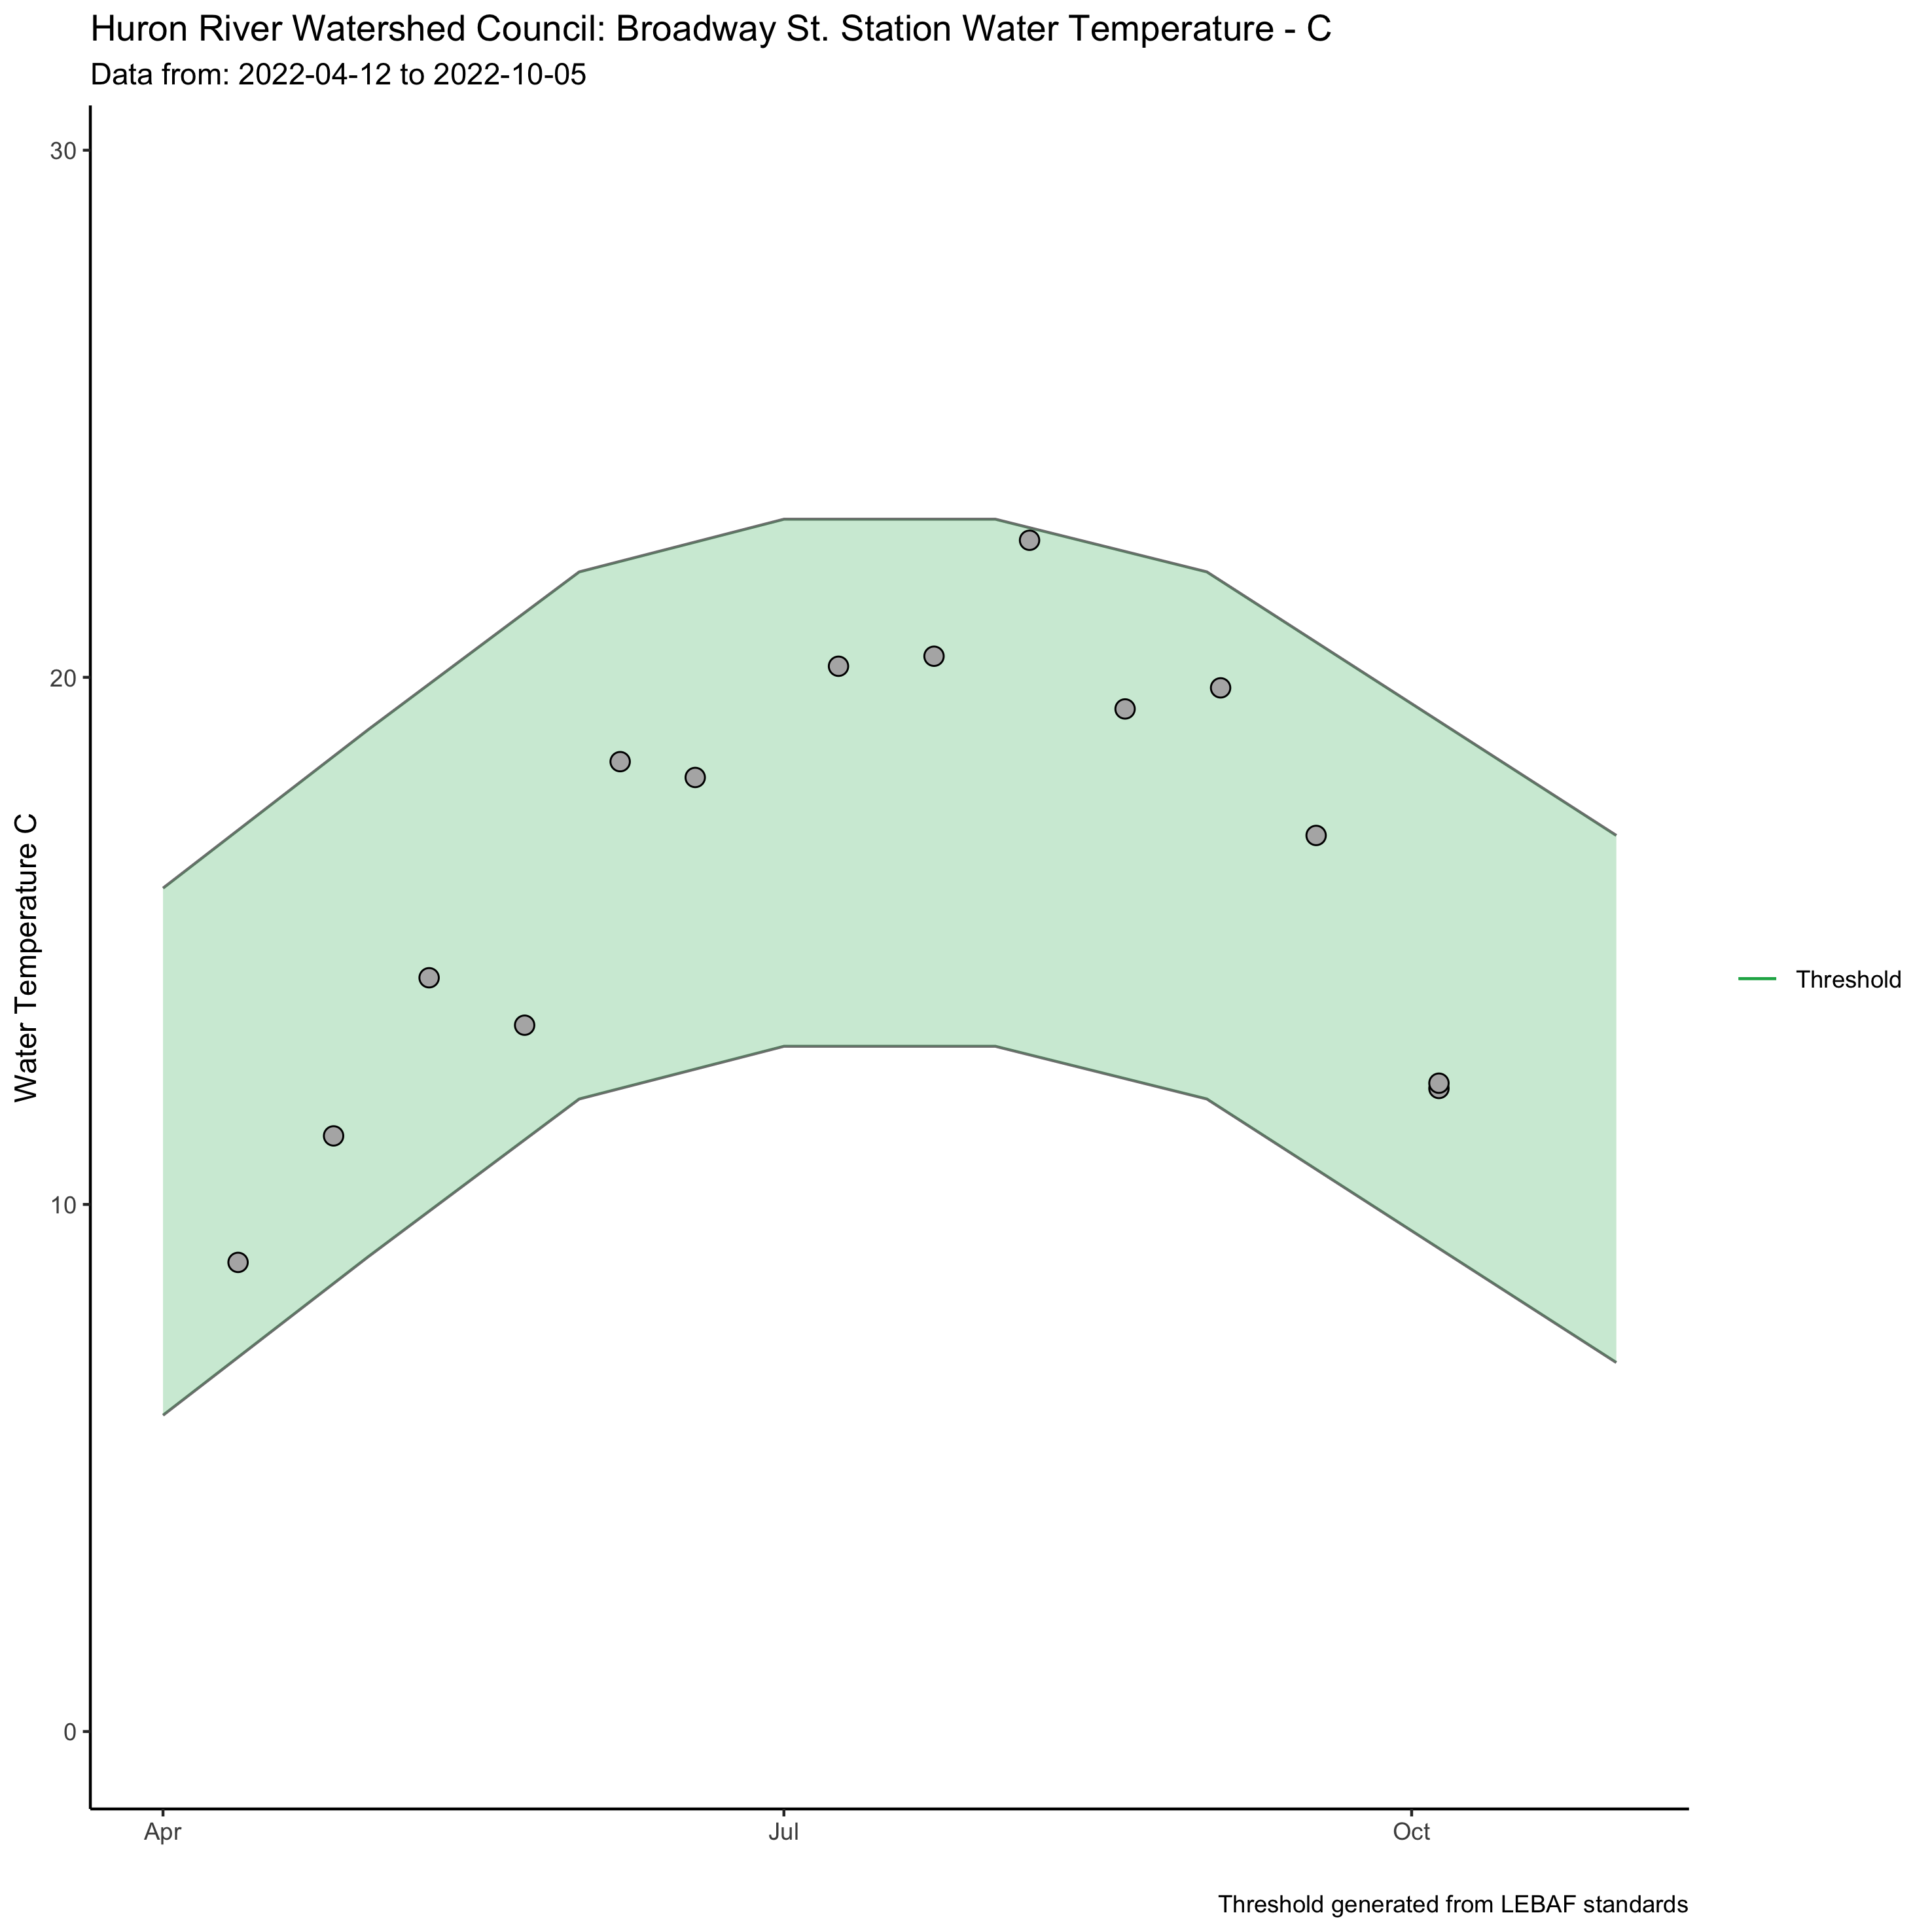 Huron River Watershed Council: Broadway St. Station Water Temperature - C
Data from: 2022-04-12 to 2022-10-05
30
20
10
0
Water Temperature C
Apr
Jul
Oct
Threshold
Threshold generated from LEBAF standards